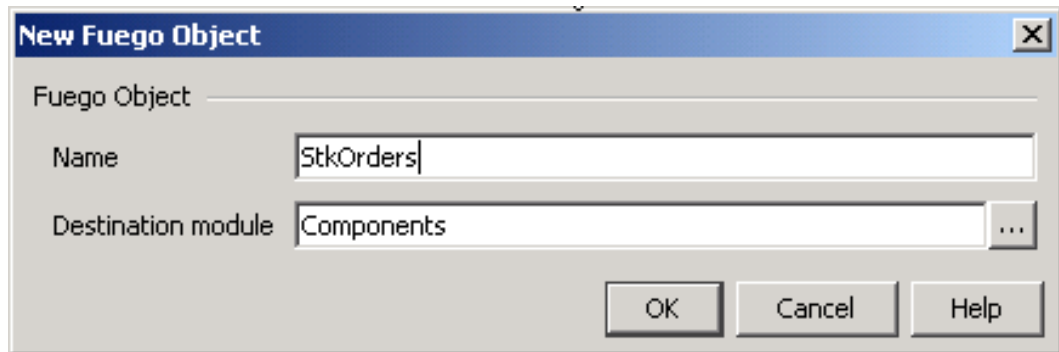 New Fuego Object
Fuego Object
Name StkOrders
Destination module Components ...
OK Cancel Help